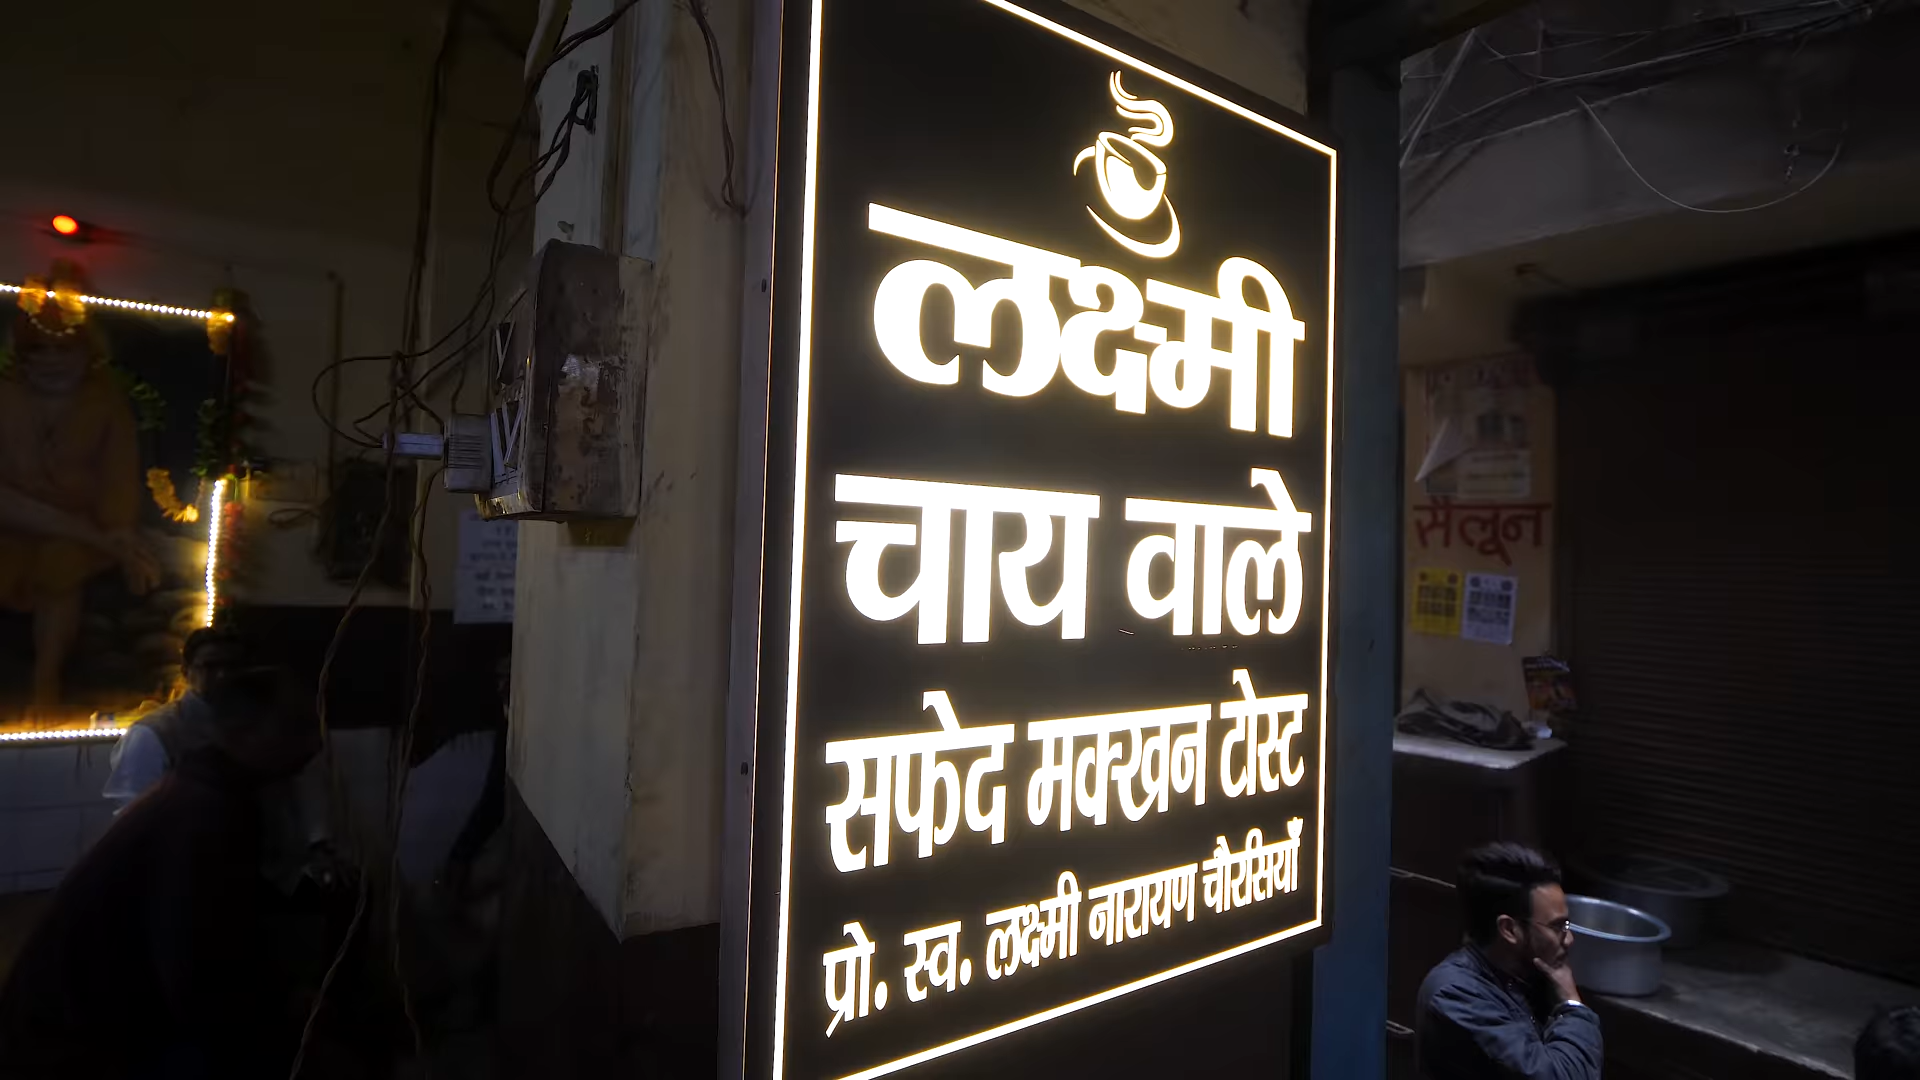 लक्ष्मी
चाय वाले
सफेद मक्खन टोस्ट
प्रो. स्व. लक्ष्मी नारायण चौरसियाँ
सैलून